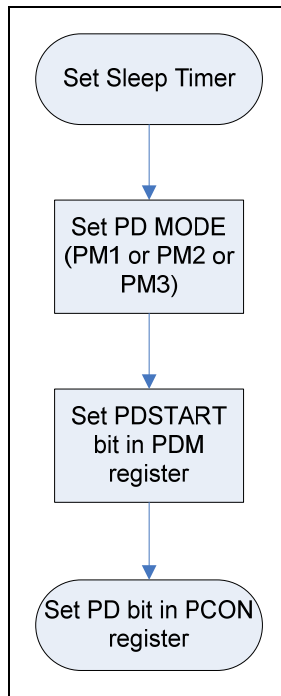 Set Sleep Timer
Set PD MODE
(PM1 or PM2 or
PM3)
Set PDSTART
bit in PDM
register
Set PD bit in PCON
register